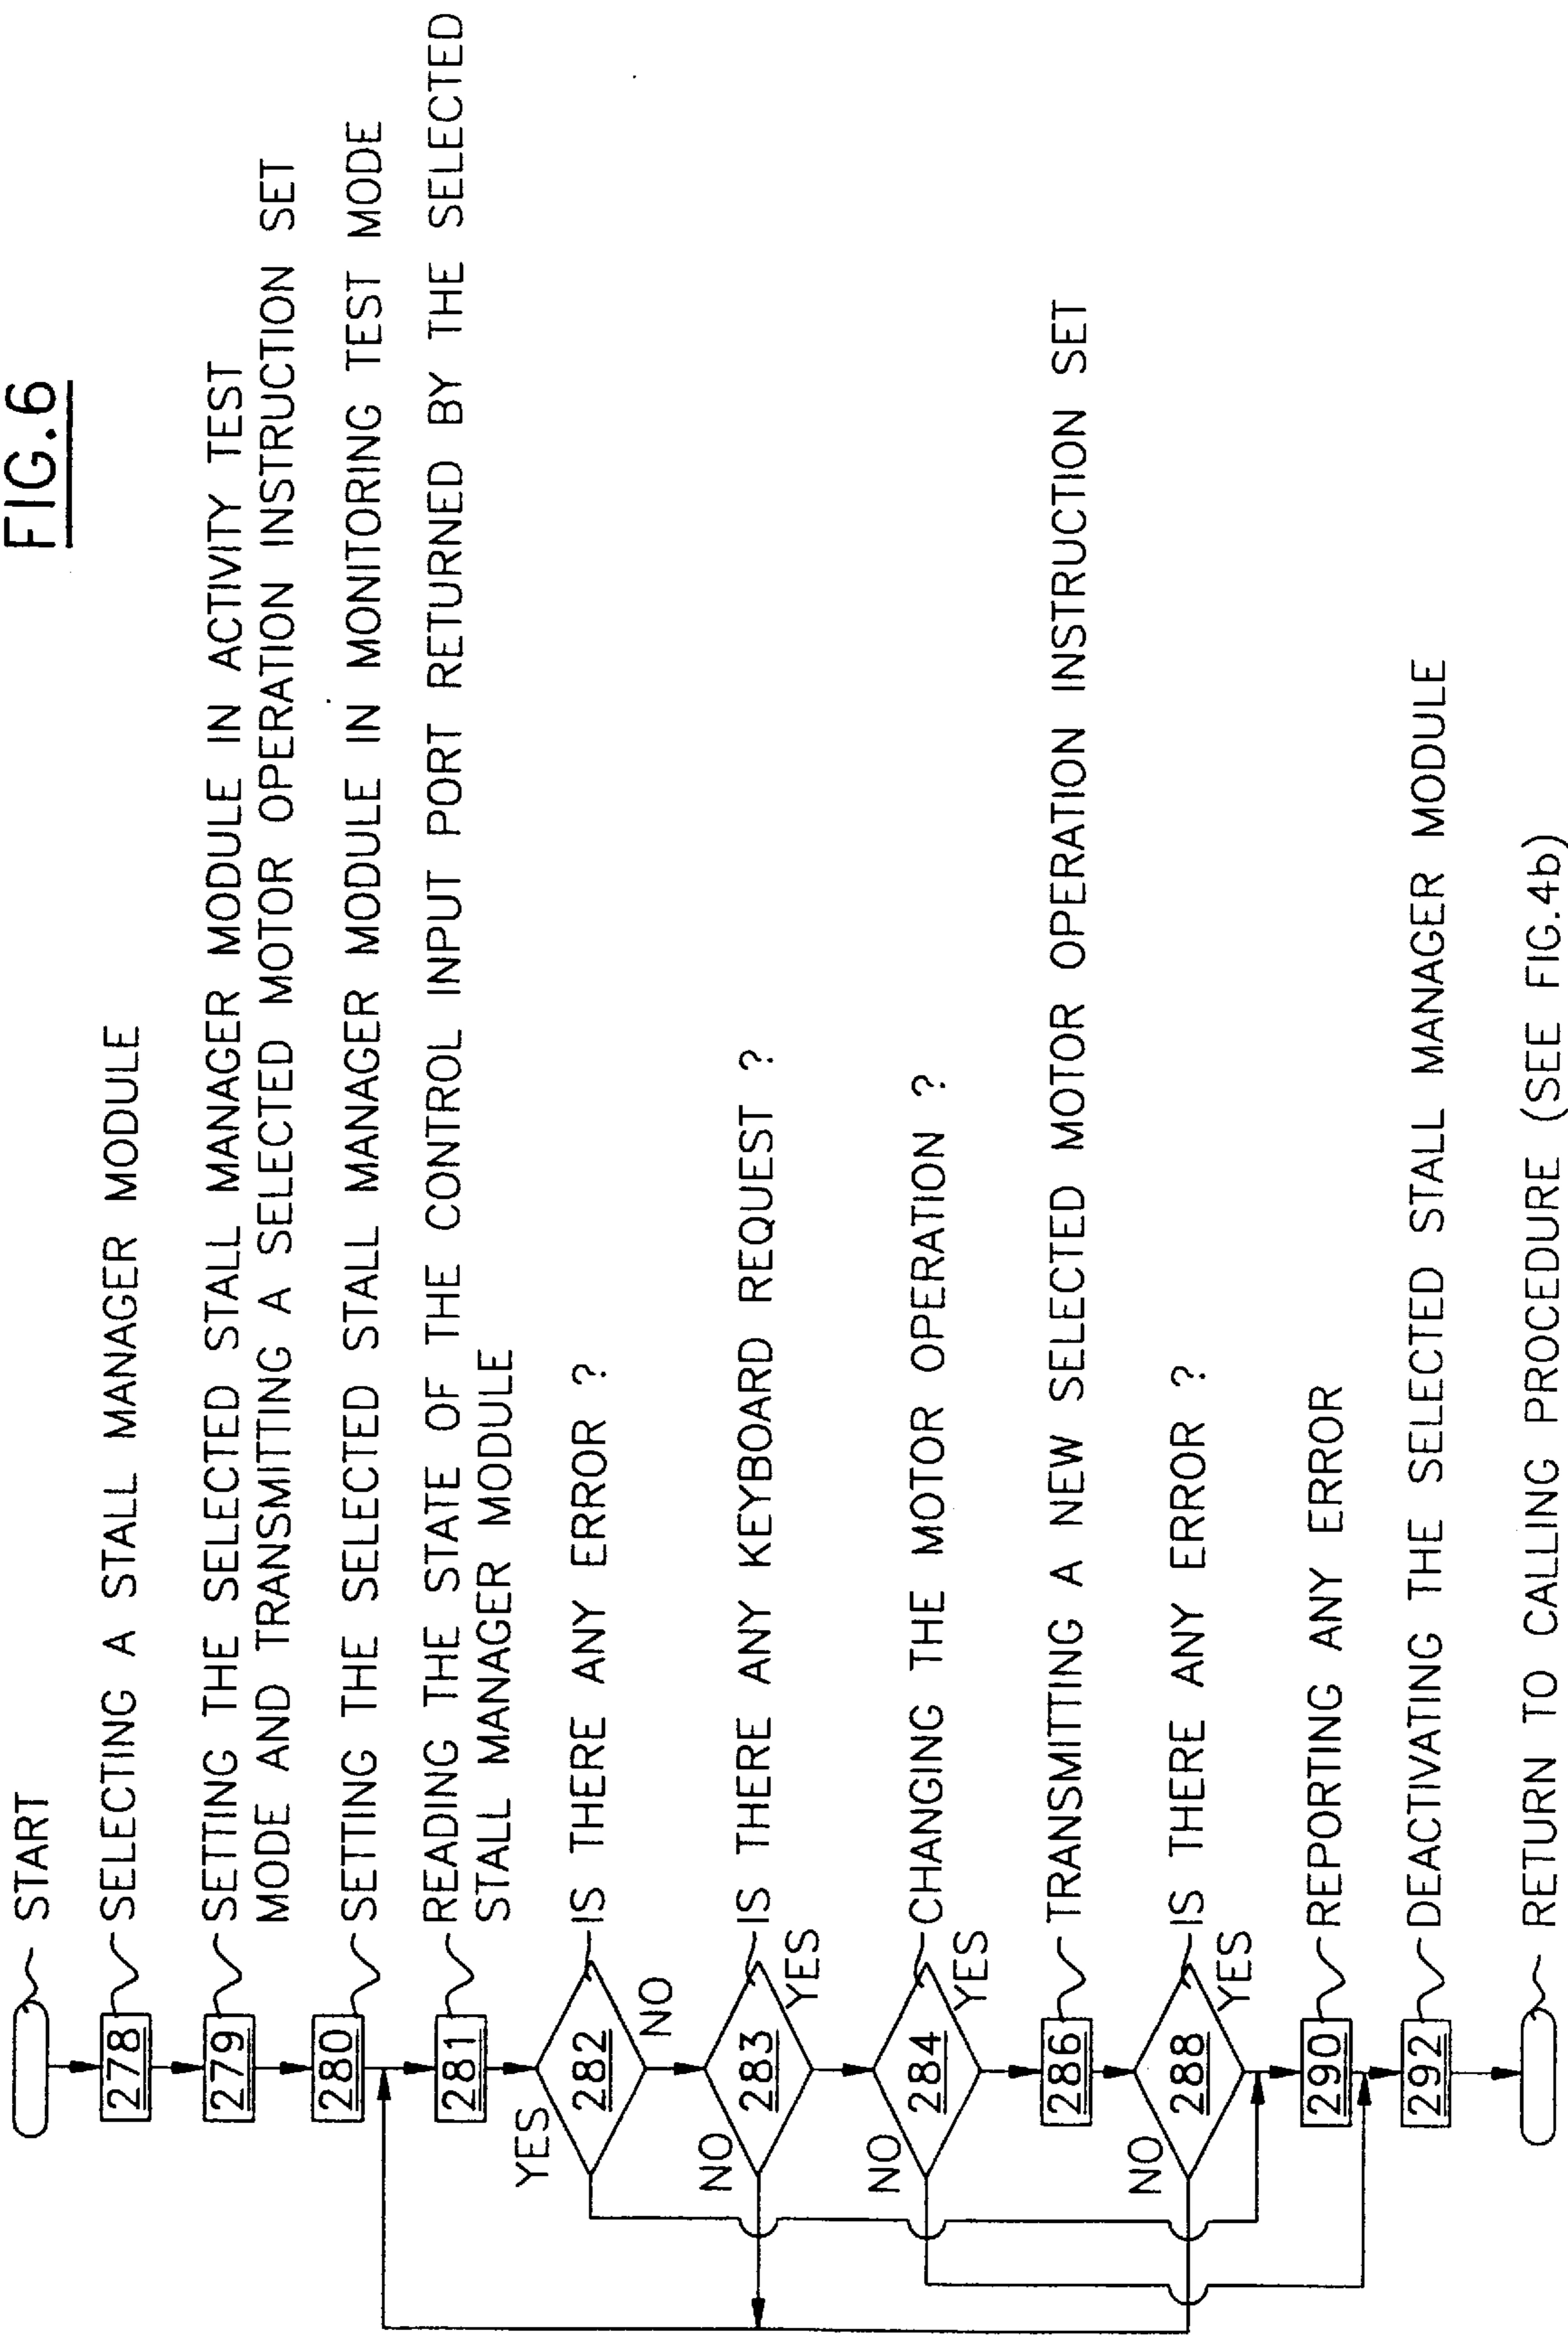 FIG.6
START
278 SELECTING A STALL MANAGER MODULE
279 SETTING THE SELECTED STALL MANAGER MODULE IN ACTIVITY TEST
MODE AND TRANSMITTING A SELECTED MOTOR OPERATION INSTRUCTION SET
280 SETTING THE SELECTED STALL MANAGER MODULE IN MONITORING TEST MODE
281 READING THE STATE OF THE CONTROL INPUT PORT RETURNED BY THE SELECTED
STALL MANAGER MODULE
282 IS THERE ANY ERROR ?
YES
NO
283 IS THERE ANY KEYBOARD REQUEST ?
NO
YES
284 CHANGING THE MOTOR OPERATION ?
NO
YES
286 TRANSMITTING A NEW SELECTED MOTOR OPERATION INSTRUCTION SET
288 IS THERE ANY ERROR ?
NO
YES
290 REPORTING ANY ERROR
292 DEACTIVATING THE SELECTED STALL MANAGER MODULE
RETURN TO CALLING PROCEDURE (SEE FIG.4b)